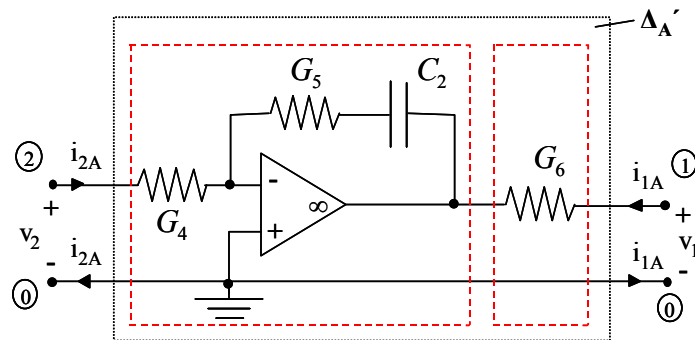 Δ_A′
G₅ C₂
② i₂A G₆ ① i₁A
- ∞
+ G₄ + +
v₂ v₁
i₂A i₁A
- -
⓪ ⓪